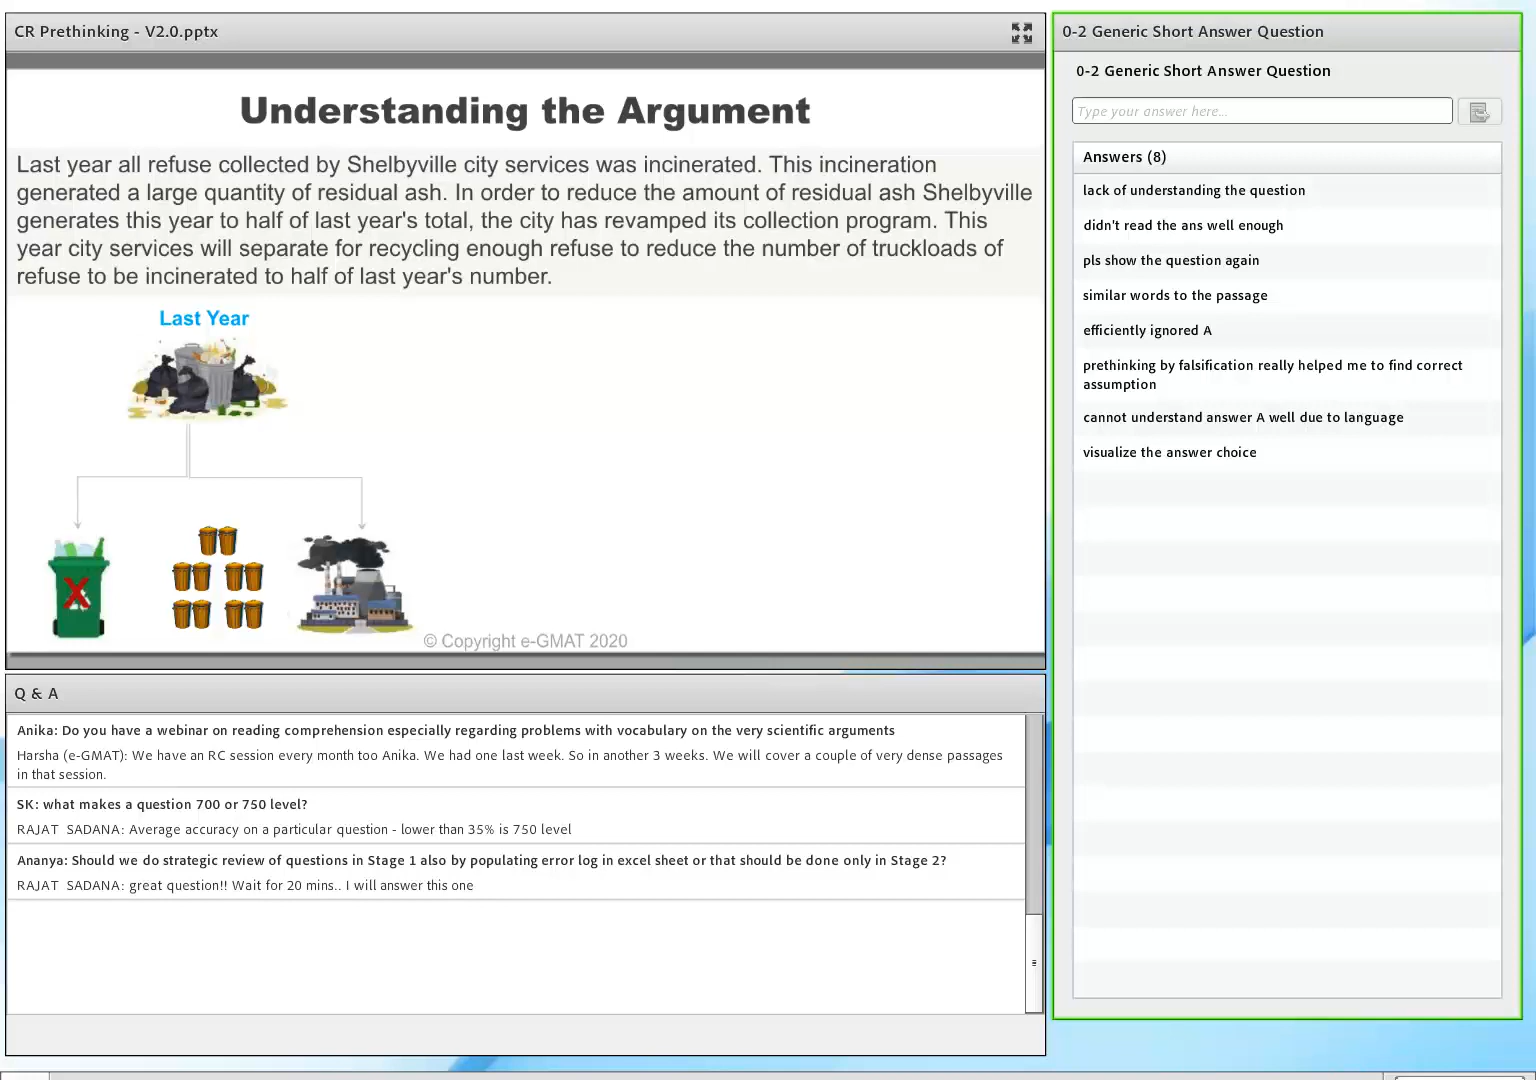 CR Prethinking - V2.0.pptx
Understanding the Argument
Last year all refuse collected by Shelbyville city services was incinerated. This incineration
generated a large quantity of residual ash. In order to reduce the amount of residual ash Shelbyville
generates this year to half of last year's total, the city has revamped its collection program. This
year city services will separate for recycling enough refuse to reduce the number of truckloads of
refuse to be incinerated to half of last year's number.
Last Year
X
© Copyright e-GMAT 2020
Q & A
Anika: Do you have a webinar on reading comprehension especially regarding problems with vocabulary on the very scientific arguments
Harsha (e-GMAT): We have an RC session every month too Anika. We had one last week. So in another 3 weeks. We will cover a couple of very dense passages
in that session.
SK: what makes a question 700 or 750 level?
RAJAT SADANA: Average accuracy on a particular question - lower than 35% is 750 level
Ananya: Should we do strategic review of questions in Stage 1 also by populating error log in excel sheet or that should be done only in Stage 2?
RAJAT SADANA: great question!! Wait for 20 mins.. I will answer this one
0-2 Generic Short Answer Question
0-2 Generic Short Answer Question
Type your answer here...
Answers (8)
lack of understanding the question
didn't read the ans well enough
pls show the question again
similar words to the passage
efficiently ignored A
prethinking by falsification really helped me to find correct
assumption
cannot understand answer A well due to language
visualize the answer choice